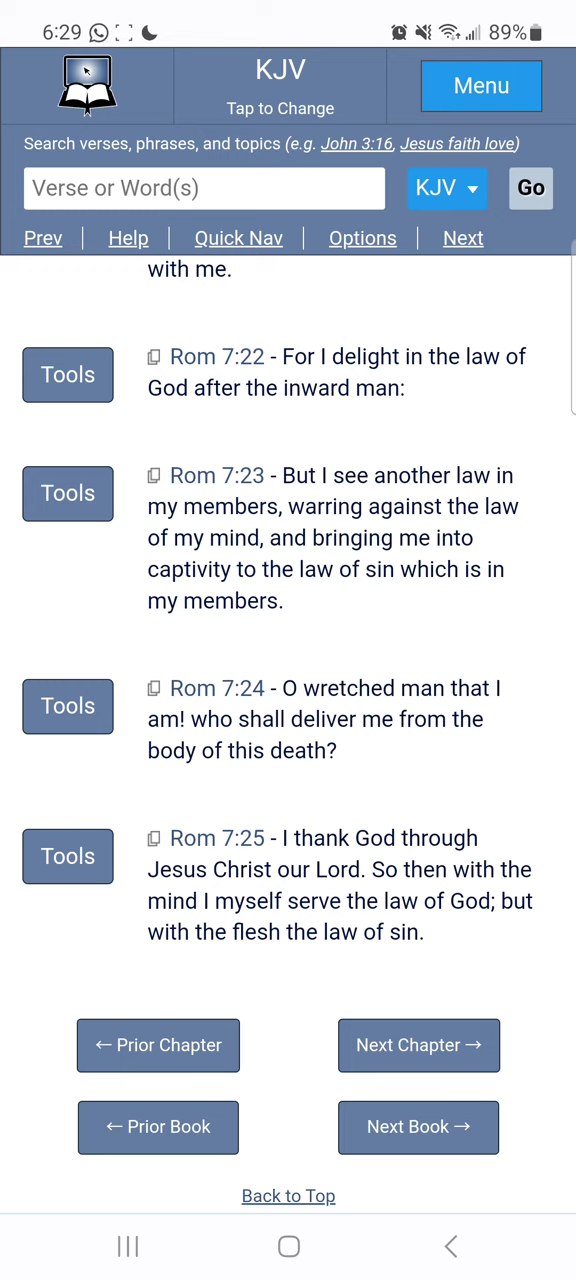 6:29 89%
KJV
Tap to Change
Menu
Search verses, phrases, and topics (e.g. John 3:16, Jesus faith love)
Verse or Word(s) KJV Go
Prev Help Quick Nav Options Next
with me.
Tools
Rom 7:22 - For I delight in the law of
God after the inward man:
Tools
Rom 7:23 - But I see another law in
my members, warring against the law
of my mind, and bringing me into
captivity to the law of sin which is in
my members.
Tools
Rom 7:24 - O wretched man that I
am! who shall deliver me from the
body of this death?
Tools
Rom 7:25 - I thank God through
Jesus Christ our Lord. So then with the
mind I myself serve the law of God; but
with the flesh the law of sin.
← Prior Chapter Next Chapter →
← Prior Book Next Book →
Back to Top